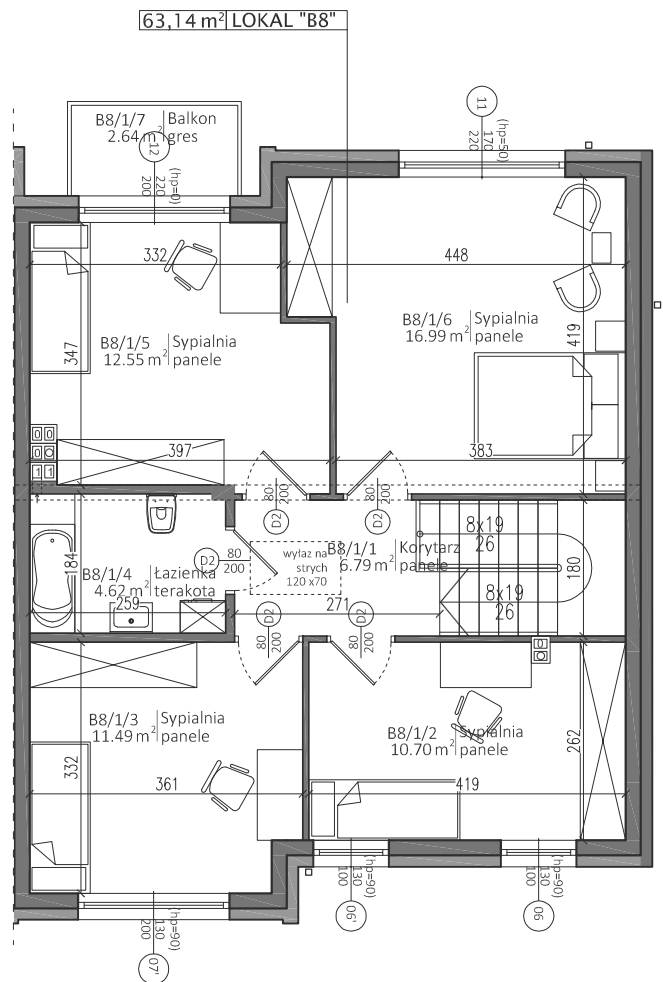 63,14 m² LOKAL "B8"
B8/1/7 Balkon
2.64 m² gres
12
220
200
(hp=0)
11
170
220
(hp=50)
332
448
B8/1/5 Sypialnia
12.55 m² panele
347
B8/1/6 Sypialnia
16.99 m² panele
419
397
383
80
200
D2
80
200
D2
B8/1/4 Łazienka
4.62 m² terakota
184
259
D2
80
200
wyłaz na
strych
120 x70
B8/1/1 Korytarz
6.79 m² panele
271
8x19
26
8x19
26
180
D2
80
200
D2
80
200
B8/1/3 Sypialnia
11.49 m² panele
332
361
B8/1/2 Sypialnia
10.70 m² panele
262
419
07'
130
200
(hp=90)
06'
130
100
(hp=90)
06
130
100
(hp=90)